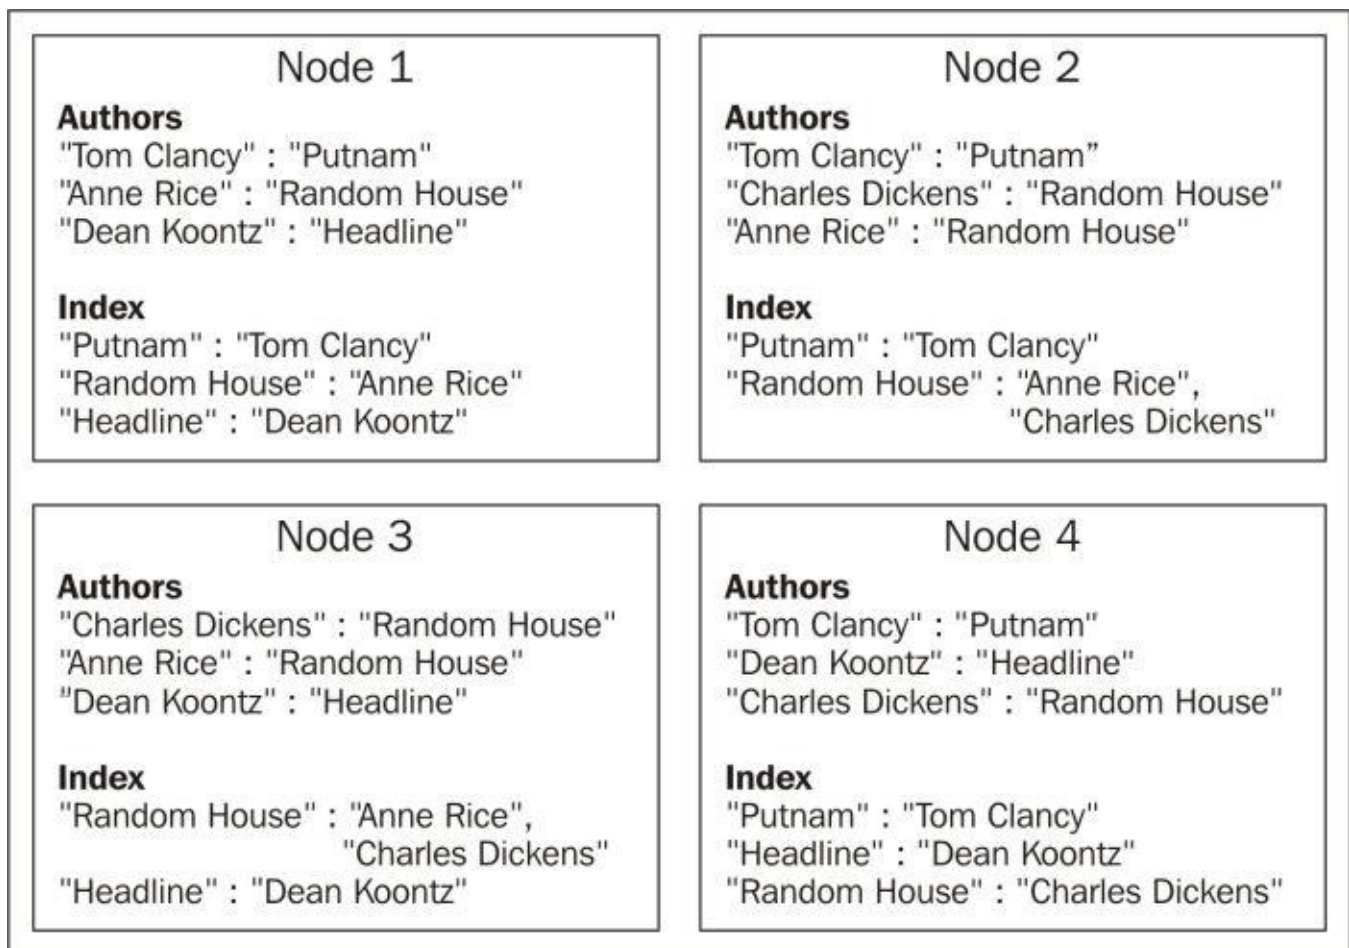 Node 1
Authors
"Tom Clancy" : "Putnam"
"Anne Rice" : "Random House"
"Dean Koontz" : "Headline"
Index
"Putnam" : "Tom Clancy"
"Random House" : "Anne Rice"
"Headline" : "Dean Koontz"
Node 2
Authors
"Tom Clancy" : "Putnam”
"Charles Dickens" : "Random House"
"Anne Rice" : "Random House"
Index
"Putnam" : "Tom Clancy"
"Random House" : "Anne Rice",
"Charles Dickens"
Node 3
Authors
"Charles Dickens" : "Random House"
"Anne Rice" : "Random House"
"Dean Koontz" : "Headline"
Index
"Random House" : "Anne Rice",
"Charles Dickens"
"Headline" : "Dean Koontz"
Node 4
Authors
"Tom Clancy" : "Putnam"
"Dean Koontz" : "Headline"
"Charles Dickens" : "Random House"
Index
"Putnam" : "Tom Clancy"
"Headline" : "Dean Koontz"
"Random House" : "Charles Dickens"